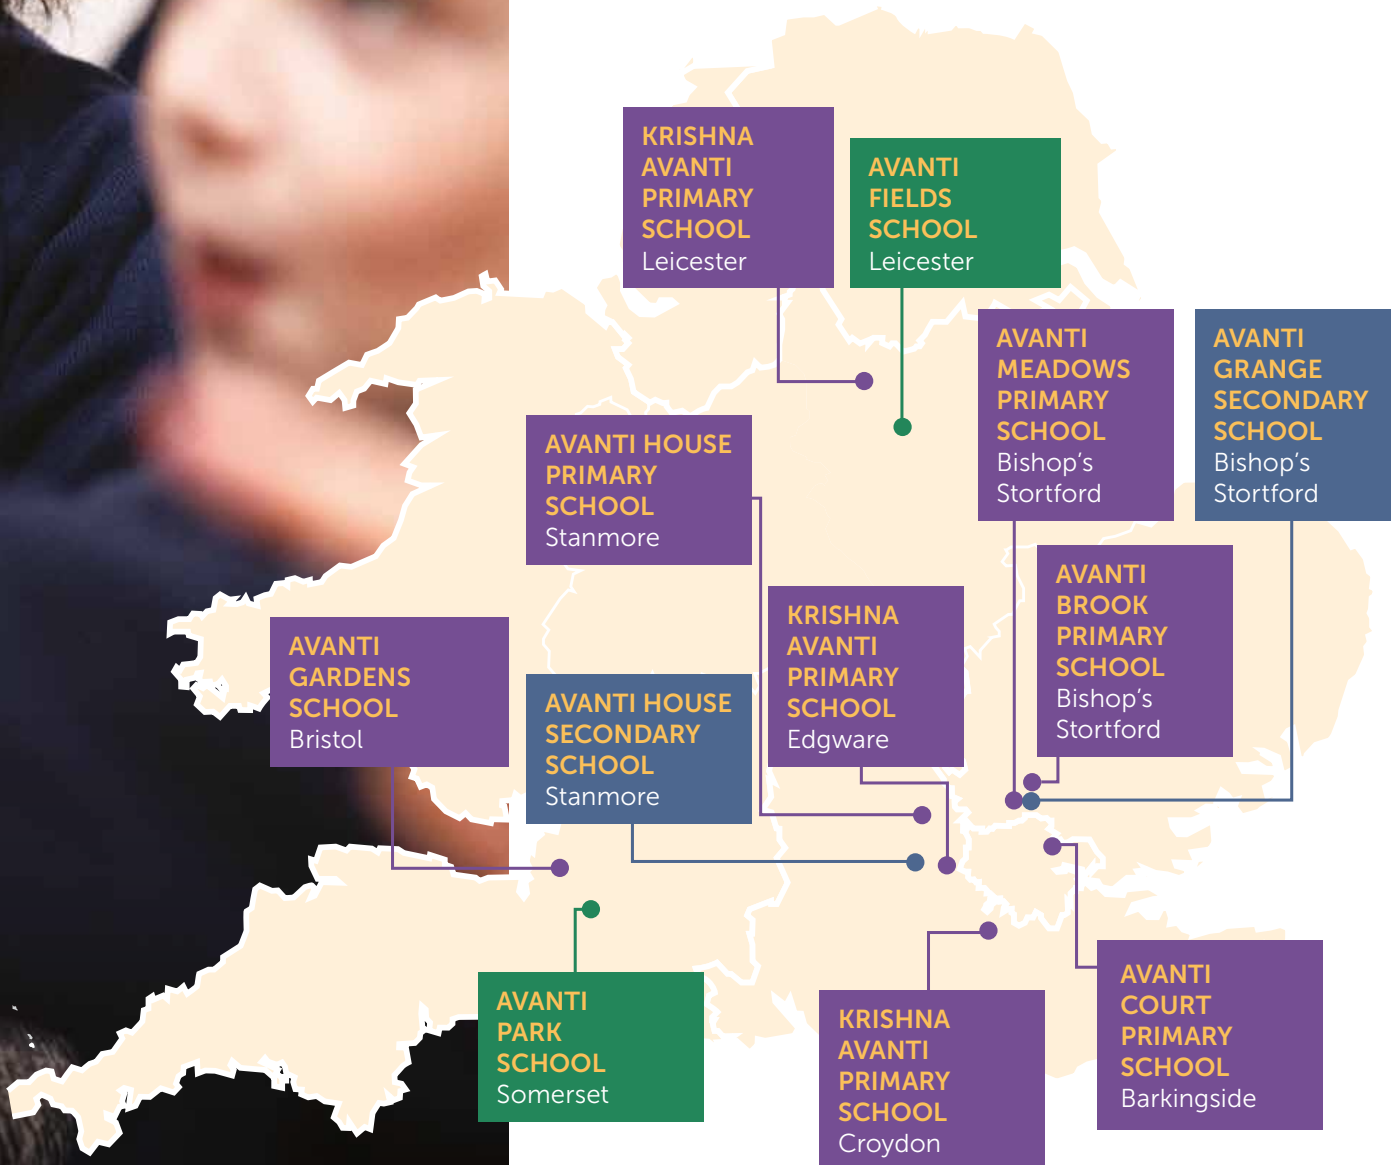 KRISHNA
AVANTI
PRIMARY
SCHOOL
Leicester
AVANTI
FIELDS
SCHOOL
Leicester
AVANTI
MEADOWS
PRIMARY
SCHOOL
Bishop’s
Stortford
AVANTI
GRANGE
SECONDARY
SCHOOL
Bishop’s
Stortford
AVANTI HOUSE
PRIMARY
SCHOOL
Stanmore
AVANTI
BROOK
PRIMARY
SCHOOL
Bishop’s
Stortford
KRISHNA
AVANTI
PRIMARY
SCHOOL
Edgware
AVANTI
GARDENS
SCHOOL
Bristol
AVANTI HOUSE
SECONDARY
SCHOOL
Stanmore
AVANTI
PARK
SCHOOL
Somerset
KRISHNA
AVANTI
PRIMARY
SCHOOL
Croydon
AVANTI
COURT
PRIMARY
SCHOOL
Barkingside